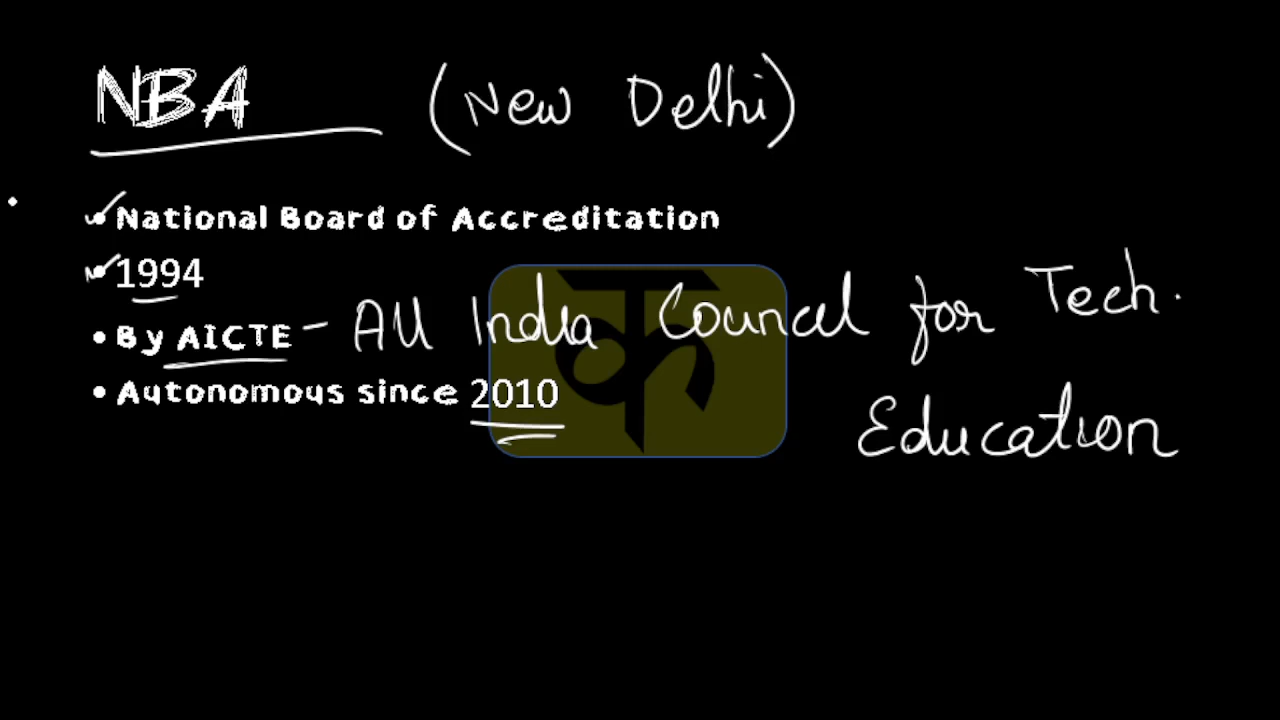 NBA (New Delhi)
National Board of Accreditation
1994
By AICTE - All India Council for Tech.
Education
Autonomous since 2010
क